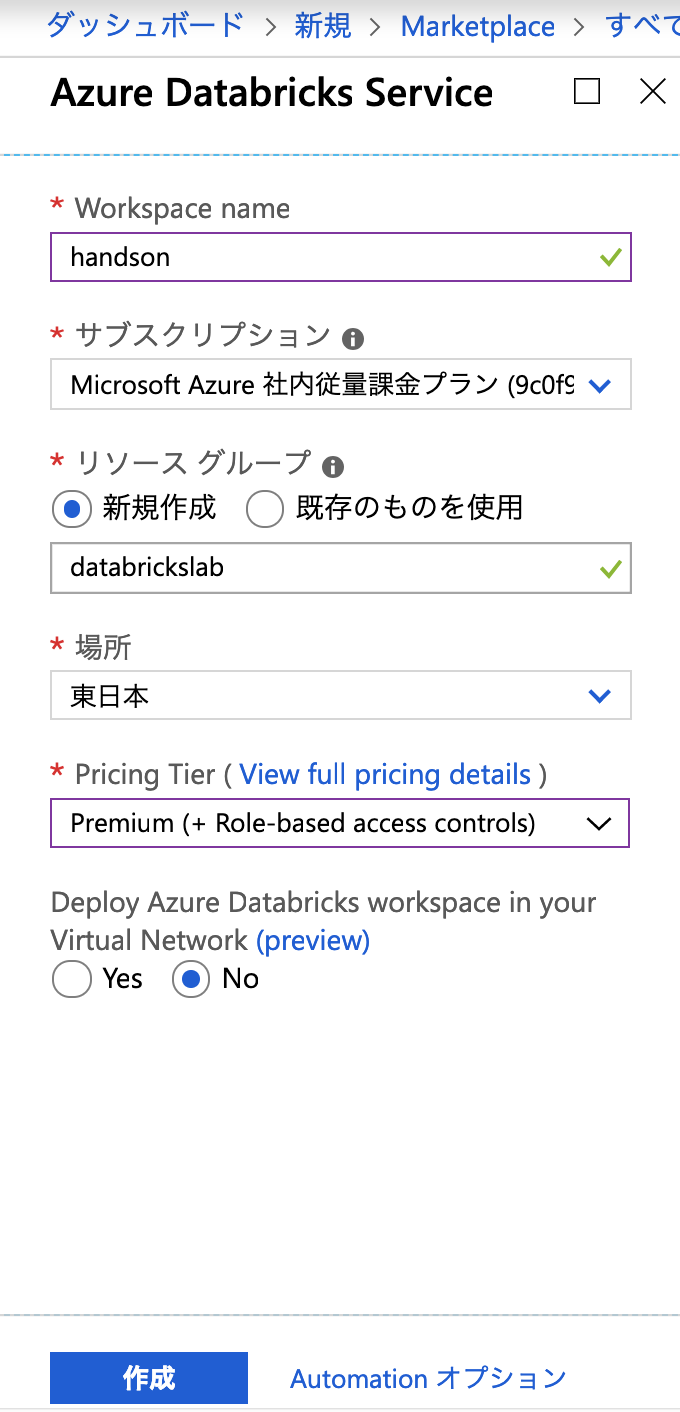 ダッシュボード > 新規 > Marketplace > すべて
Azure Databricks Service
* Workspace name
handson
* サブスクリプション
Microsoft Azure 社内従量課金プラン (9c0f9
* リソース グループ
新規作成 既存のものを使用
databrickslab
* 場所
東日本
* Pricing Tier ( View full pricing details )
Premium (+ Role-based access controls)
Deploy Azure Databricks workspace in your
Virtual Network (preview)
Yes No
作成 Automation オプション